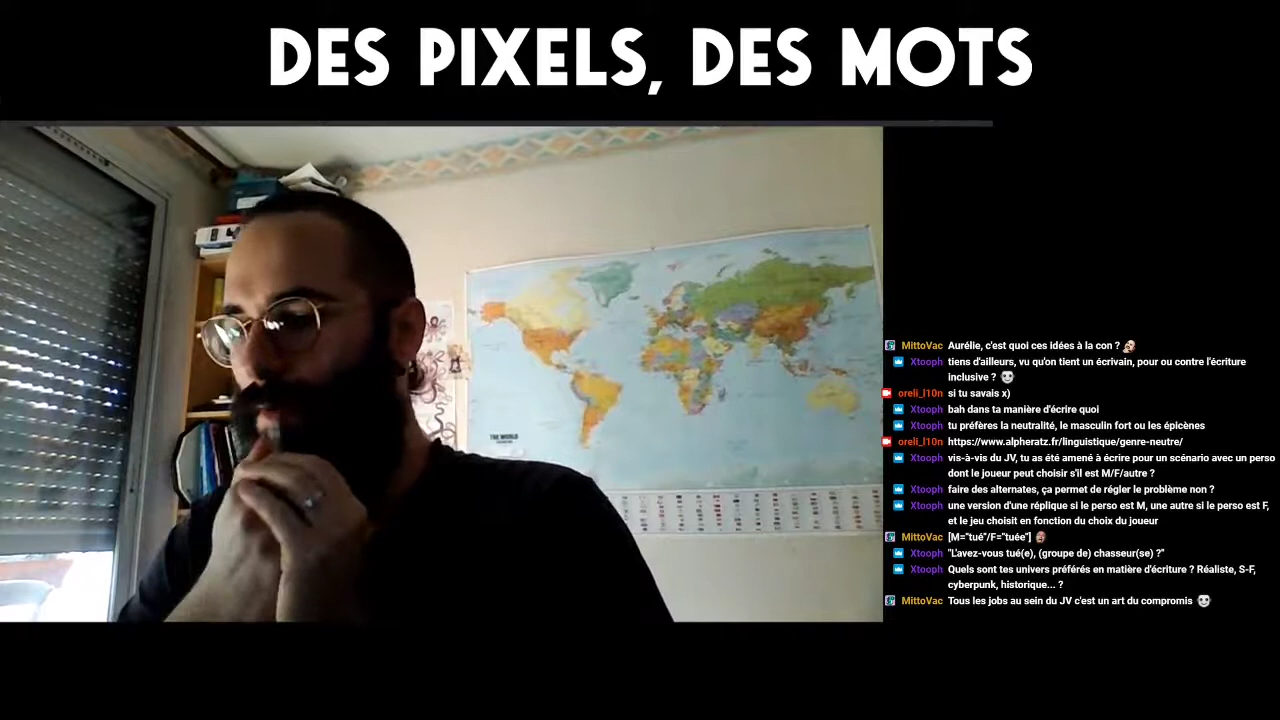 DES PIXELS, DES MOTS
THE WORLD
MittoVac Aurélie, c'est quoi ces idées à la con ?
Xtooph tiens d'ailleurs, vu qu'on tient un écrivain, pour ou contre l'écriture
inclusive ?
oreli_l10n si tu savais x)
Xtooph bah dans ta manière d'écrire quoi
Xtooph tu préfères la neutralité, le masculin fort ou les épicènes
oreli_l10n https://www.alpheratz.fr/linguistique/genre-neutre/
Xtooph vis-à-vis du JV, tu as été amené à écrire pour un scénario avec un perso
dont le joueur peut choisir s'il est M/F/autre ?
Xtooph faire des alternates, ça permet de régler le problème non ?
Xtooph une version d'une réplique si le perso est M, une autre si le perso est F,
et le jeu choisit en fonction du choix du joueur
MittoVac [M="tué"/F="tuée"]
Xtooph "L'avez-vous tué(e), (groupe de) chasseur(se) ?"
Xtooph Quels sont tes univers préférés en matière d'écriture ? Réaliste, S-F,
cyberpunk, historique... ?
MittoVac Tous les jobs au sein du JV c'est un art du compromis